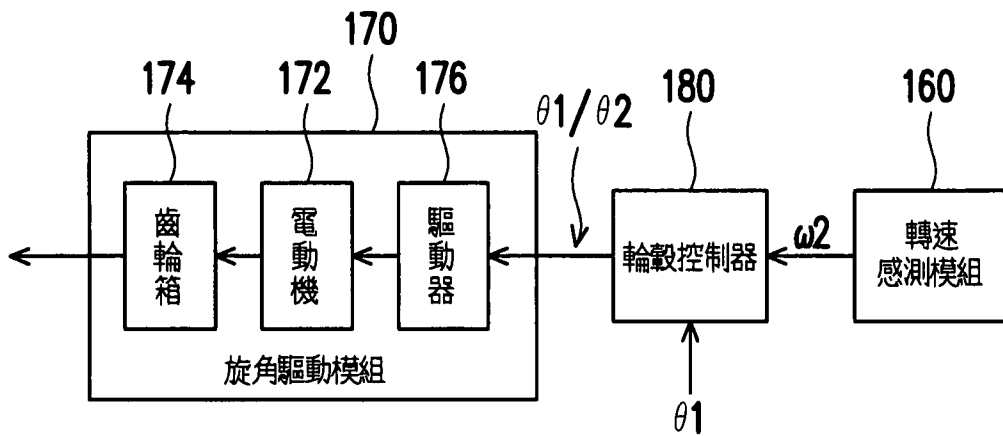 170
174
172
176
θ1/θ2
180
160
齒輪箱
電動機
驅動器
輪轂控制器
ω2
轉速
感測模組
旋角驅動模組
θ1